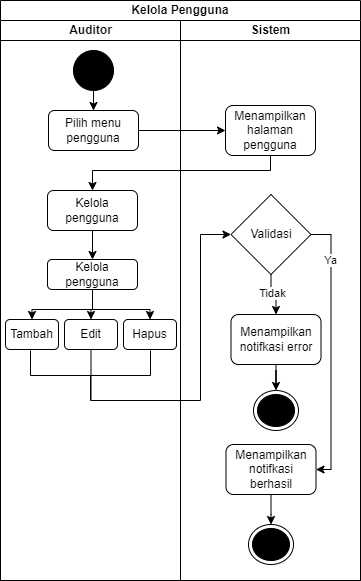 Kelola Pengguna
Auditor
Sistem
Pilih menu
pengguna
Menampilkan
halaman
pengguna
Kelola
pengguna
Validasi
Ya
Kelola
pengguna
Tidak
Tambah
Edit
Hapus
Menampilkan
notifkasi error
Menampilkan
notifkasi
berhasil